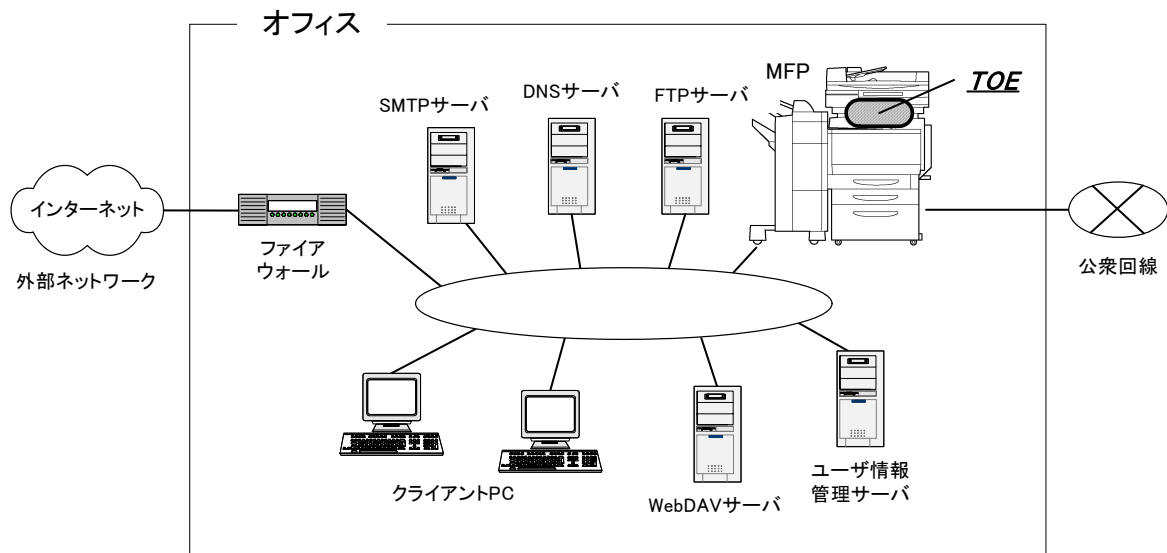 オフィス
MFP
TOE
SMTPサーバ
DNSサーバ
FTPサーバ
インターネット
外部ネットワーク
ファイア
ウォール
公衆回線
クライアントPC
WebDAVサーバ
ユーザ情報
管理サーバ